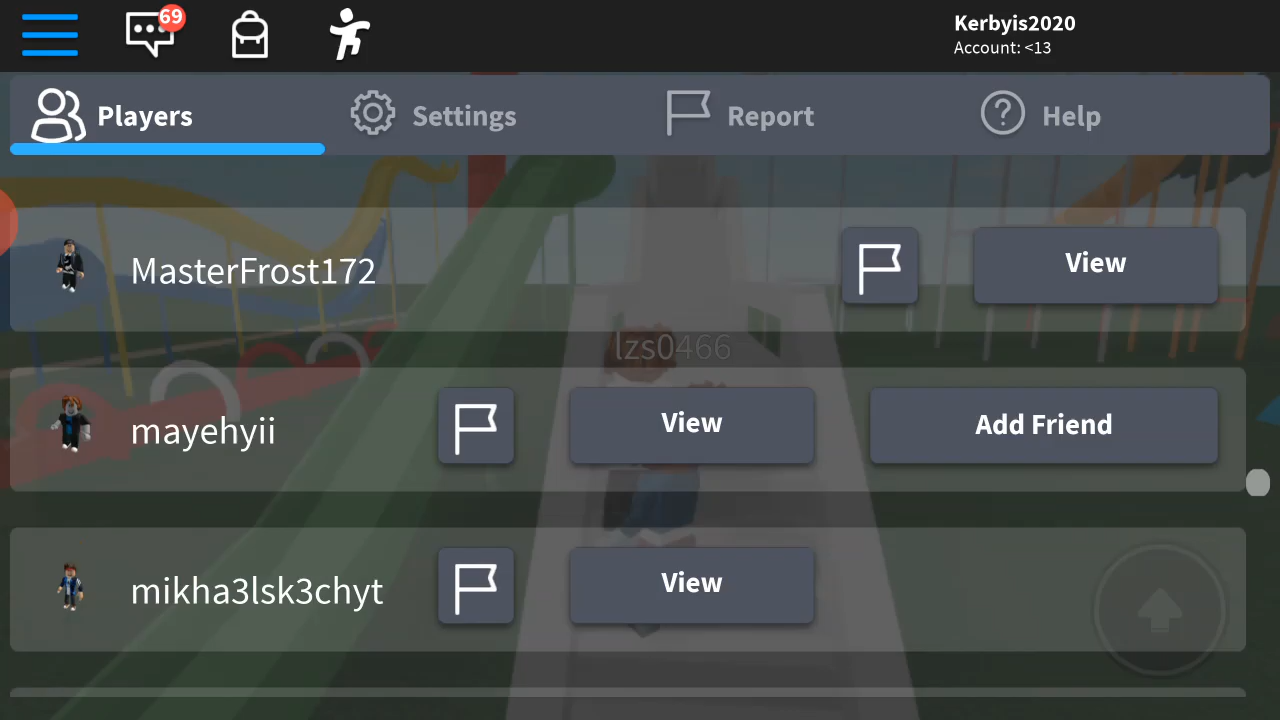 69
Kerbyis2020
Account: <13
Players
Settings
Report
Help
MasterFrost172
View
lzs0466
mayehyii
View
Add Friend
mikha3lsk3chyt
View